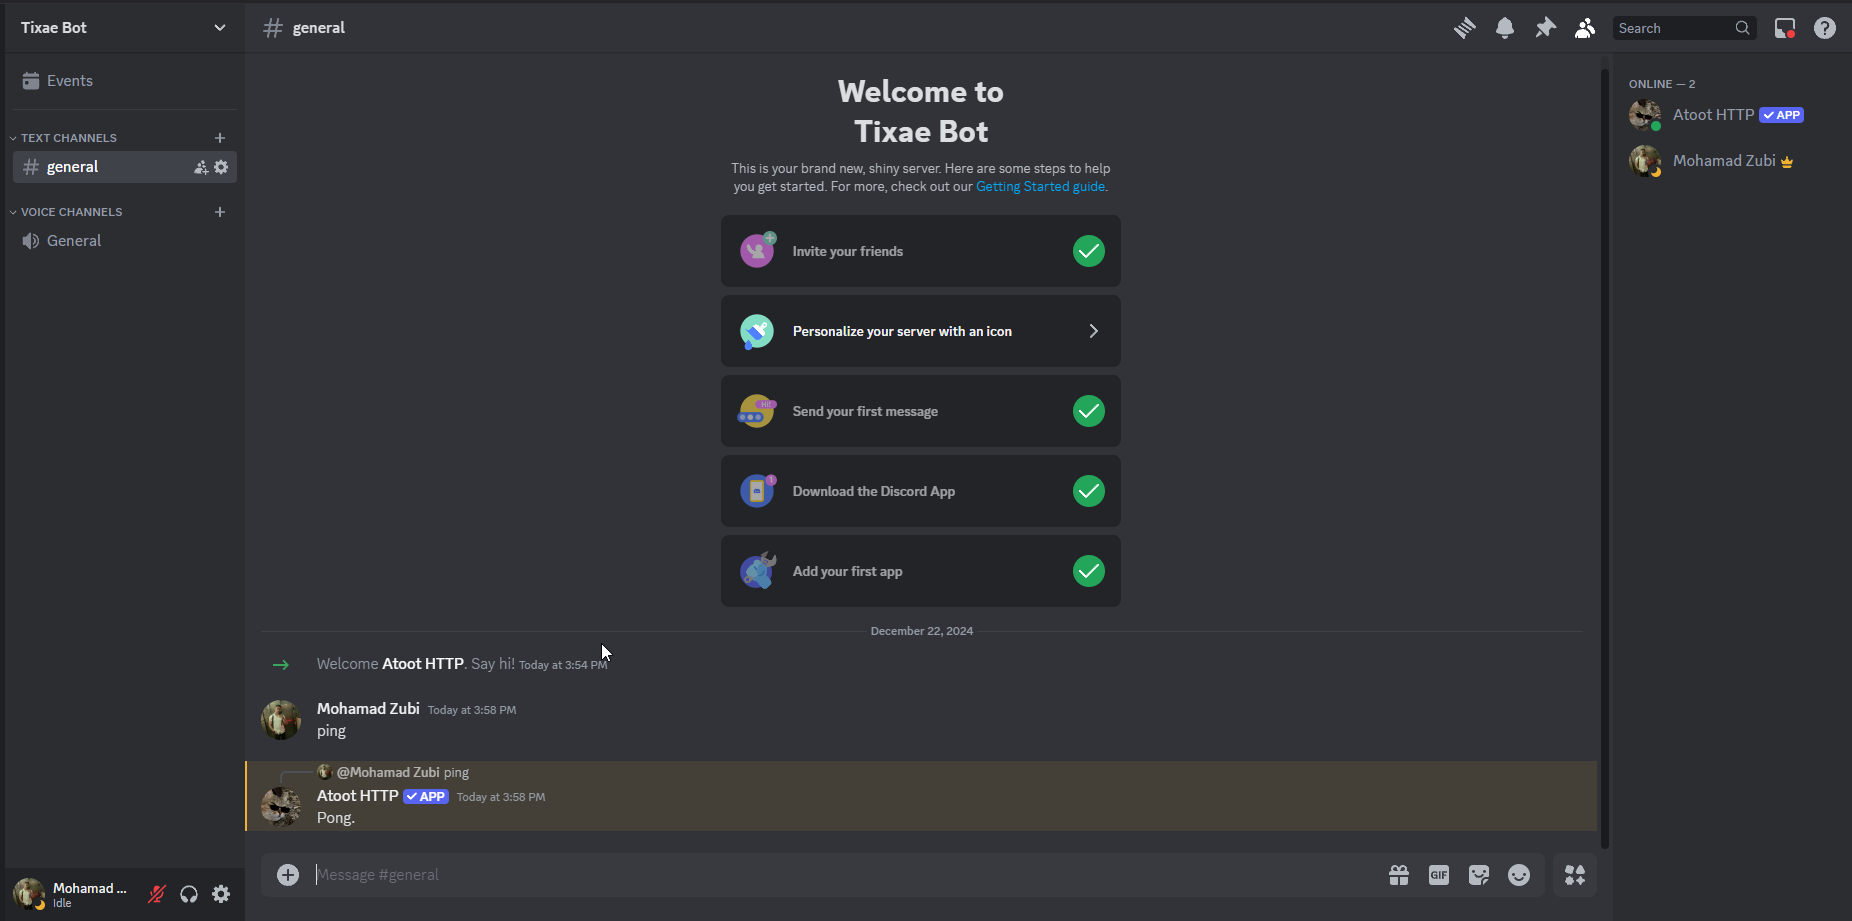 Tixae Bot
Events
TEXT CHANNELS
general
VOICE CHANNELS
General
Mohamad ...
Idle
general
Search
Welcome to
Tixae Bot
This is your brand new, shiny server. Here are some steps to help
you get started. For more, check out our Getting Started guide.
Invite your friends
Personalize your server with an icon
Hi!
Send your first message
1
Download the Discord App
Add your first app
December 22, 2024
Welcome Atoot HTTP. Say hi! Today at 3:54 PM
Mohamad Zubi Today at 3:58 PM
ping
@Mohamad Zubi ping
Atoot HTTP APP Today at 3:58 PM
Pong.
Message #general
GIF
ONLINE — 2
Atoot HTTP APP
Mohamad Zubi